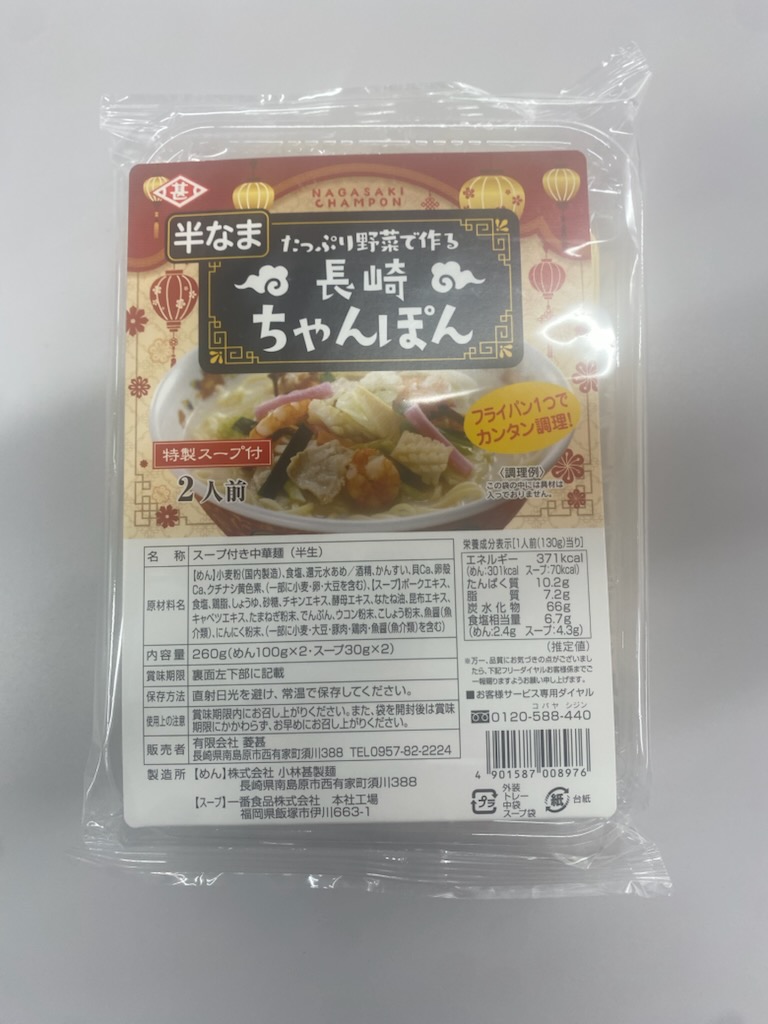 甚
NAGASAKI
CHAMPON
半なま
たっぷり野菜で作る
長崎
ちゃんぽん
フライパン1つで
カンタン調理!
特製スープ付
2人前
〈調理例〉
この袋の中には具材は
入っておりません。
名 称 スープ付き中華麺(半生)
原材料名
【めん】小麦粉(国内製造)、食塩、還元水あめ/酒精、かんすい、貝Ca、卵殻
Ca、クチナシ黄色素、(一部に小麦・卵・大豆を含む)、【スープ】ポークエキス、
食塩、鶏脂、しょうゆ、砂糖、チキンエキス、酵母エキス、なたね油、昆布エキス、
キャベツエキス、たまねぎ粉末、でんぷん、ウコン粉末、こしょう粉末、魚醤(魚
介類)、にんにく粉末、(一部に小麦・大豆・豚肉・鶏肉・魚醤(魚介類)を含む)
内容量 260g(めん100g×2・スープ30g×2)
賞味期限 裏面左下部に記載
保存方法 直射日光を避け、常温で保存してください。
使用上の注意 賞味期限内にお召し上がりください。また、袋を開封後は賞味
期限にかかわらず、お早めにお召し上がりください。
販売者 有限会社 菱甚
長崎県南島原市西有家町須川388 TEL0957-82-2224
製造所 【めん】株式会社 小林甚製麺
長崎県南島原市西有家町須川388
【スープ】一番食品株式会社 本社工場
福岡県飯塚市伊川663-1
栄養成分表示[1人前(130g)当り]
エネルギー 371kcal
(めん:301kcal スープ:70kcal)
たんぱく質 10.2g
脂質 7.2g
炭水化物 66g
食塩相当量 6.7g
(めん:2.4g スープ:4.3g)
(推定値)
※万一、品質にお気づきの点がございまし
たら、下記フリーダイヤルお客様係までご
一報賜りますようお願い申し上げます。
■お客様サービス専用ダイヤル
コバヤ シジン
0120-588-440
4 901587 008976
プラ
外装
トレー
中袋
スープ袋
紙
台紙